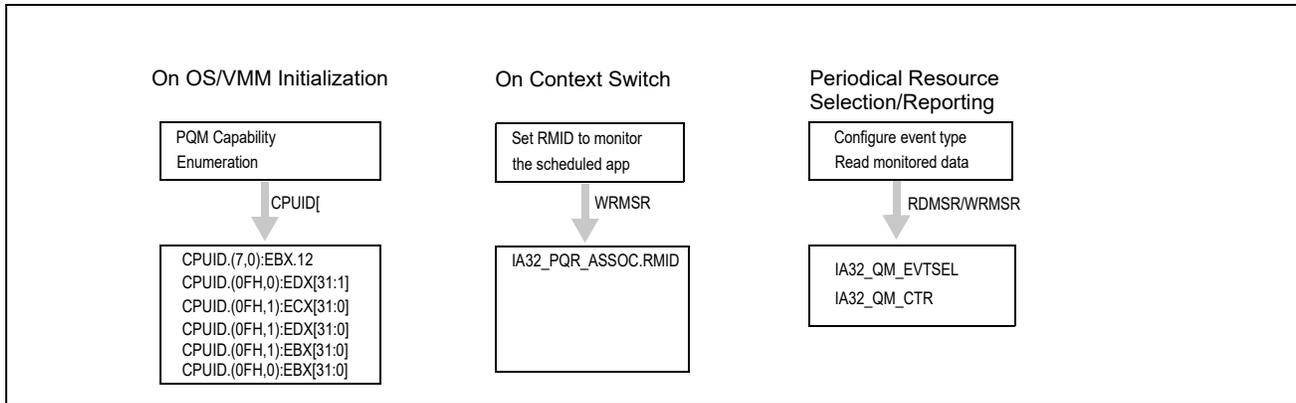 On OS/VMM Initialization
PQM Capability
Enumeration
CPUID[
CPUID.(7,0):EBX.12
CPUID.(0FH,0):EDX[31:1]
CPUID.(0FH,1):ECX[31:0]
CPUID.(0FH,1):EDX[31:0]
CPUID.(0FH,1):EBX[31:0]
CPUID.(0FH,0):EBX[31:0]
On Context Switch
Set RMID to monitor
the scheduled app
WRMSR
IA32_PQR_ASSOC.RMID
Periodical Resource
Selection/Reporting
Configure event type
Read monitored data
RDMSR/WRMSR
IA32_QM_EVTSEL
IA32_QM_CTR